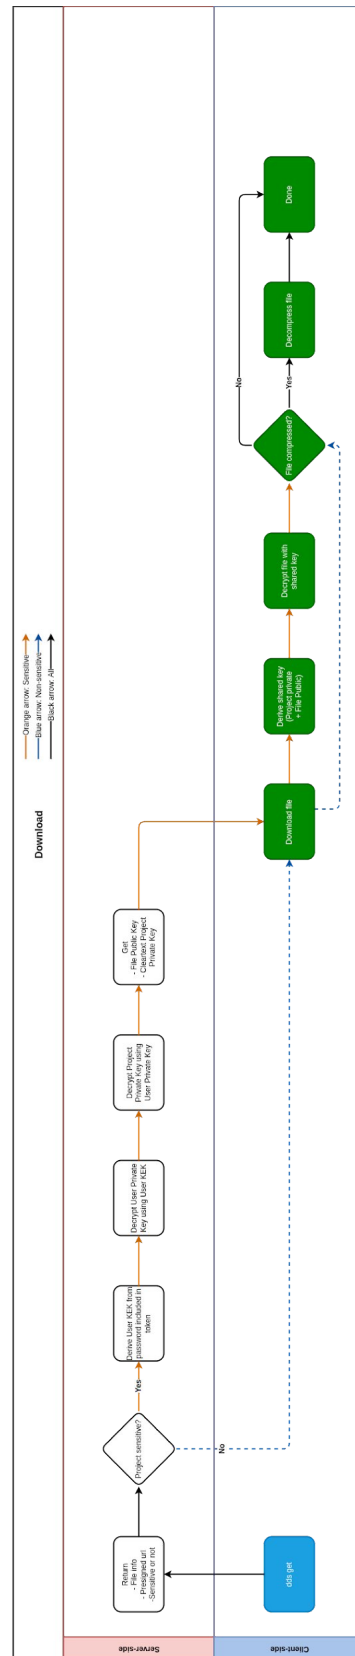 Download
Orange arrow: Sensitive
Blue arrow: Non-sensitive
Black arrow: All
Server-side
Client-side
dds get
Return
- File info
- Presigned url
-Sensitive or not
Project sensitive?
Yes
No
Derive User KEK from
password included in
token
Decrypt User Private
Key using User KEK
Decrypt Project
Private Key using
User Private Key
Get
- File Public Key
- Cleartext Project
Private Key
Download file
Derive shared key
(Project private
+ File Public)
Decrypt file with
shared key
File compressed?
Yes
No
Decompress file
Done